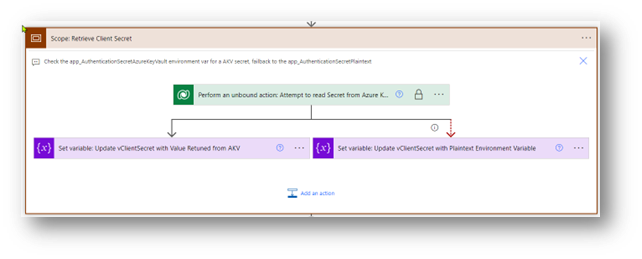 Scope: Retrieve Client Secret
Check the app_AuthenticationSecretAzureKeyVault environment var for a AKV secret, failback to the app_AuthenticationSecretPlaintext
Perform an unbound action: Attempt to read Secret from Azure K...
{x} Set variable: Update vClientSecret with Value Retuned from AKV
{x} Set variable: Update vClientSecret with Plaintext Environment Variable
Add an action